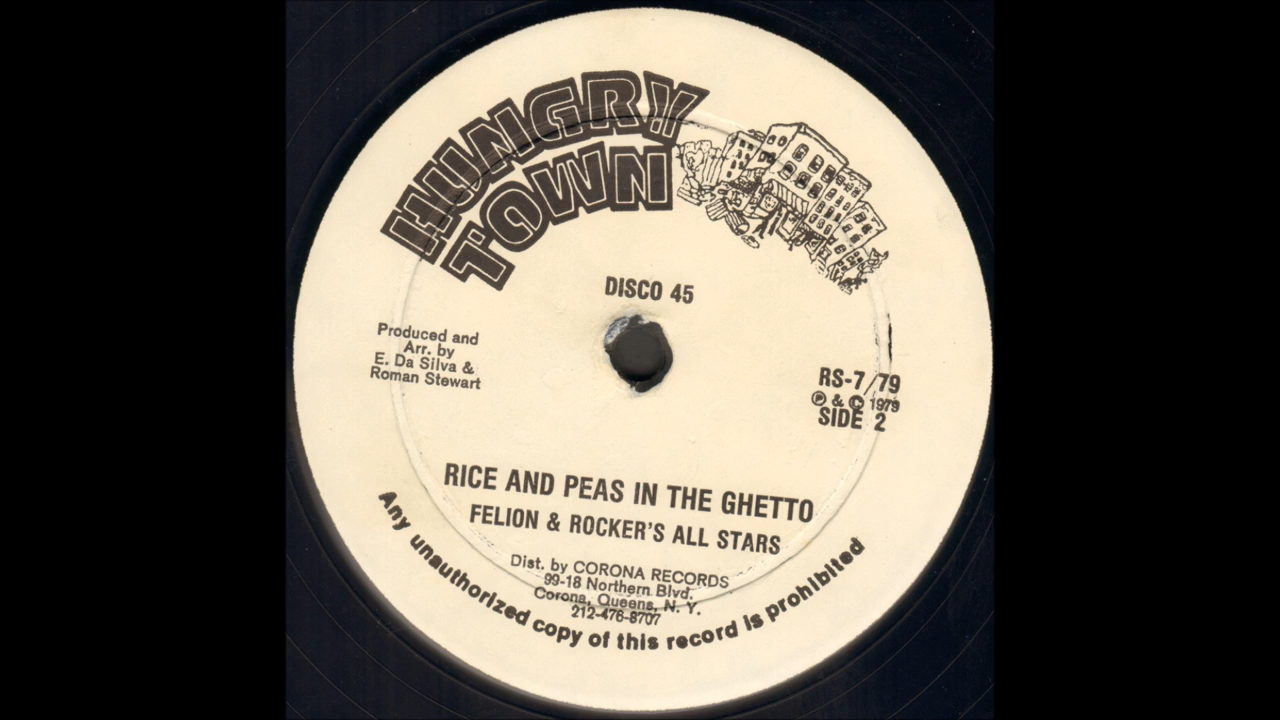 HUNGRY
TOWN
DISCO 45
Produced and
Arr. by
E. Da Silva &
Roman Stewart
RS-7/79
Ⓟ & © 1979
SIDE 2
RICE AND PEAS IN THE GHETTO
FELION & ROCKER'S ALL STARS
Dist. by CORONA RECORDS
99-18 Northern Blvd.
Corona, Queens, N. Y.
212-476-8707
Any unauthorized copy of this record is prohibited